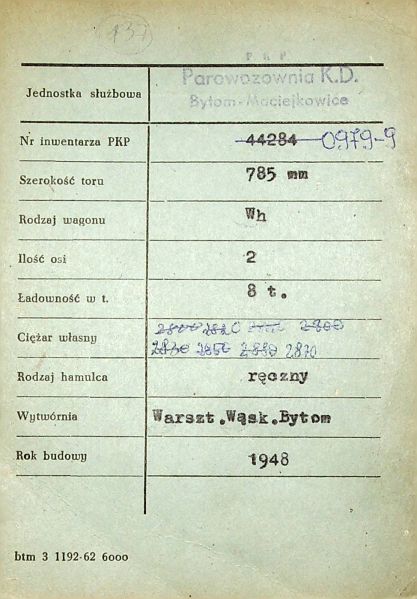 137
P K P
Parowozownia K.D.
Jednostka służbowa
Bytom-Maciejkowice
Nr inwentarza PKP 44284 0979-9
Szerokość toru 785 mm
Rodzaj wagonu Wh
Ilość osi 2
Ładowność w t. 8 t.
2800 2820 2860
Ciężar własny
2830 2850 2880 2870
Rodzaj hamulca ręczny
Wytwórnia Warszt.Wąsk.Bytom
Rok budowy 1948
btm 3 1192-62 6000